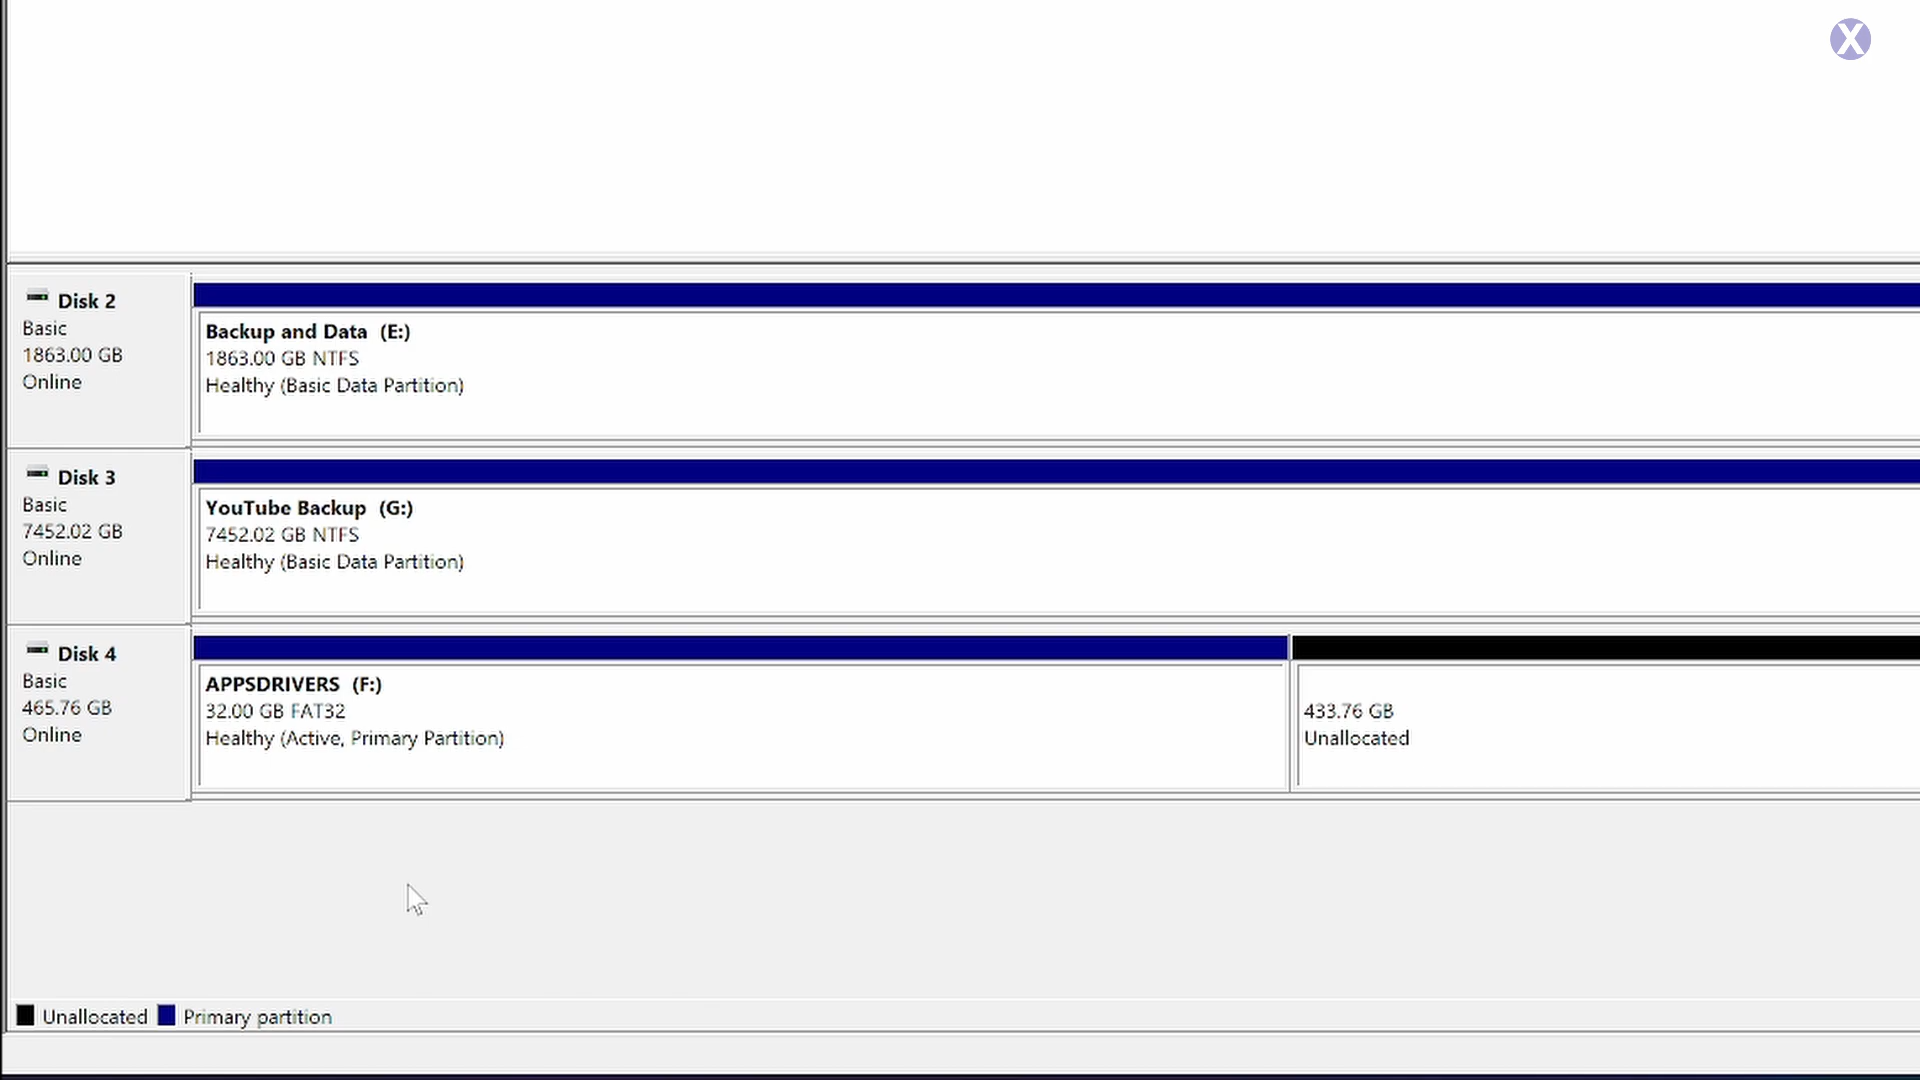 X
Disk 2
Basic
1863.00 GB
Online
Backup and Data (E:)
1863.00 GB NTFS
Healthy (Basic Data Partition)
Disk 3
Basic
7452.02 GB
Online
YouTube Backup (G:)
7452.02 GB NTFS
Healthy (Basic Data Partition)
Disk 4
Basic
465.76 GB
Online
APPSDRIVERS (F:)
32.00 GB FAT32
Healthy (Active, Primary Partition)
433.76 GB
Unallocated
Unallocated Primary partition